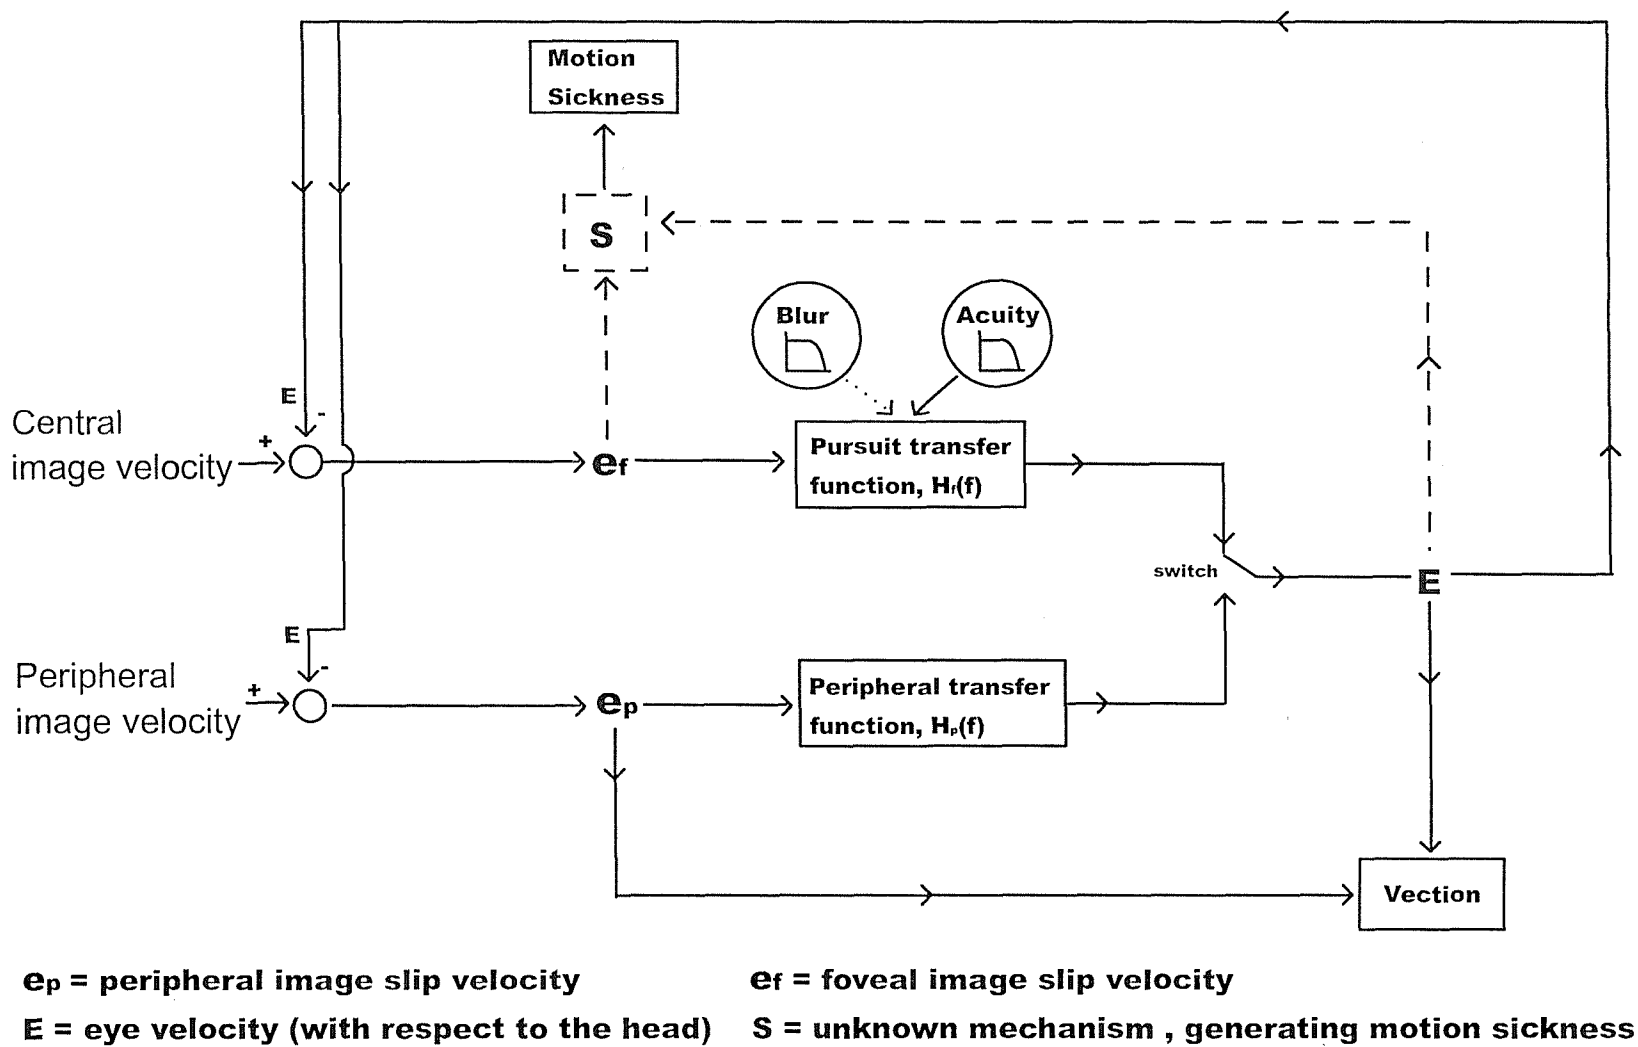 Motion
Sickness
S
Blur
Acuity
E
-
Central
image velocity
+
ef
Pursuit transfer
function, Hf(f)
switch
E
E
-
Peripheral
image velocity
+
ep
Peripheral transfer
function, Hp(f)
Vection
ep = peripheral image slip velocity
ef = foveal image slip velocity
E = eye velocity (with respect to the head)
S = unknown mechanism , generating motion sickness